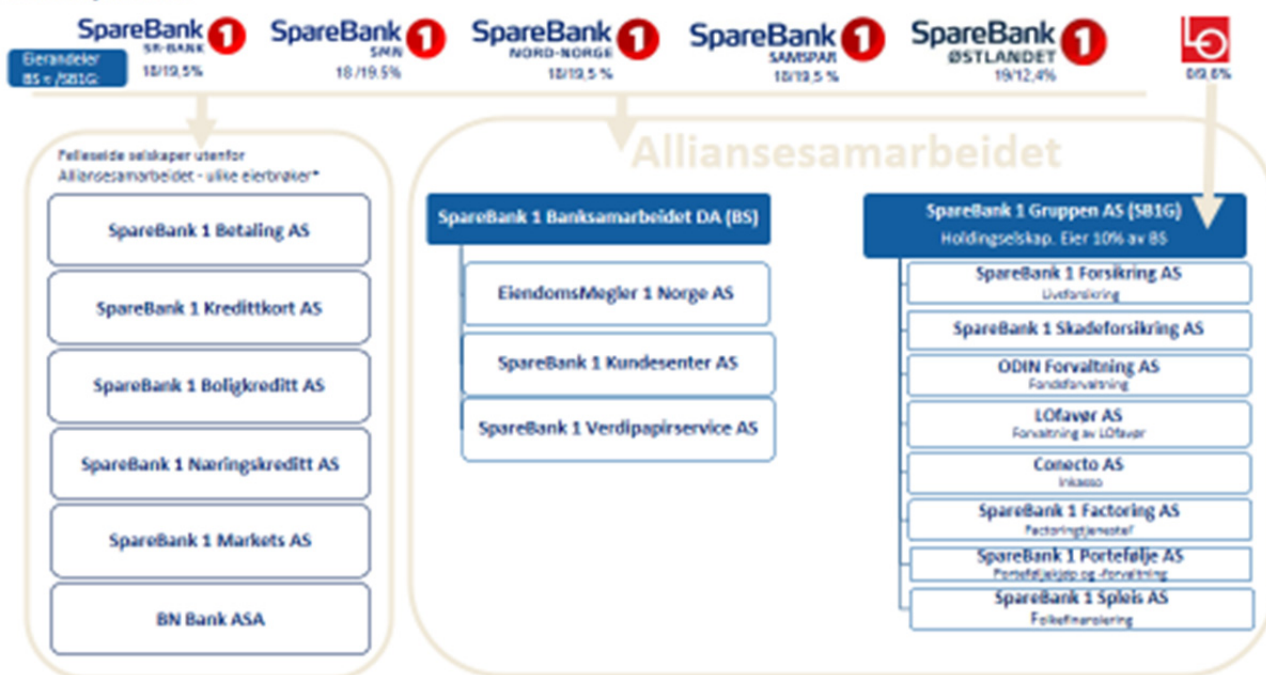 SpareBank 1
SR-BANK
18/19,5%
SpareBank 1
SMN
18/19.5%
SpareBank 1
NORD-NORGE
18/19,5 %
SpareBank 1
SAMSPAR
18/19,5 %
SpareBank 1
ØSTLANDET
19/12,4%
LO
0/9,6%
Eierandeler
BS /SB1G:
Alliansesamarbeidet
Felleseide selskaper utenfor
Alliansesamarbeidet - ulike eierbrøker*
SpareBank 1 Betaling AS
SpareBank 1 Kredittkort AS
SpareBank 1 Boligkreditt AS
SpareBank 1 Næringskreditt AS
SpareBank 1 Markets AS
BN Bank ASA
SpareBank 1 Banksamarbeidet DA (BS)
EiendomsMegler 1 Norge AS
SpareBank 1 Kundesenter AS
SpareBank 1 Verdipapirservice AS
SpareBank 1 Gruppen AS (SB1G)
Holdingselskap. Eier 10% av BS
SpareBank 1 Forsikring AS
Livsforsikring
SpareBank 1 Skadeforsikring AS
ODIN Forvaltning AS
Fondsforvaltning
LOfavør AS
Forvaltning av LOfavør
Conecto AS
Inkasso
SpareBank 1 Factoring AS
Factoringtjenester
SpareBank 1 Portefølje AS
Porteføljekjøp og -forvaltning
SpareBank 1 Spleis AS
Folkefinansiering